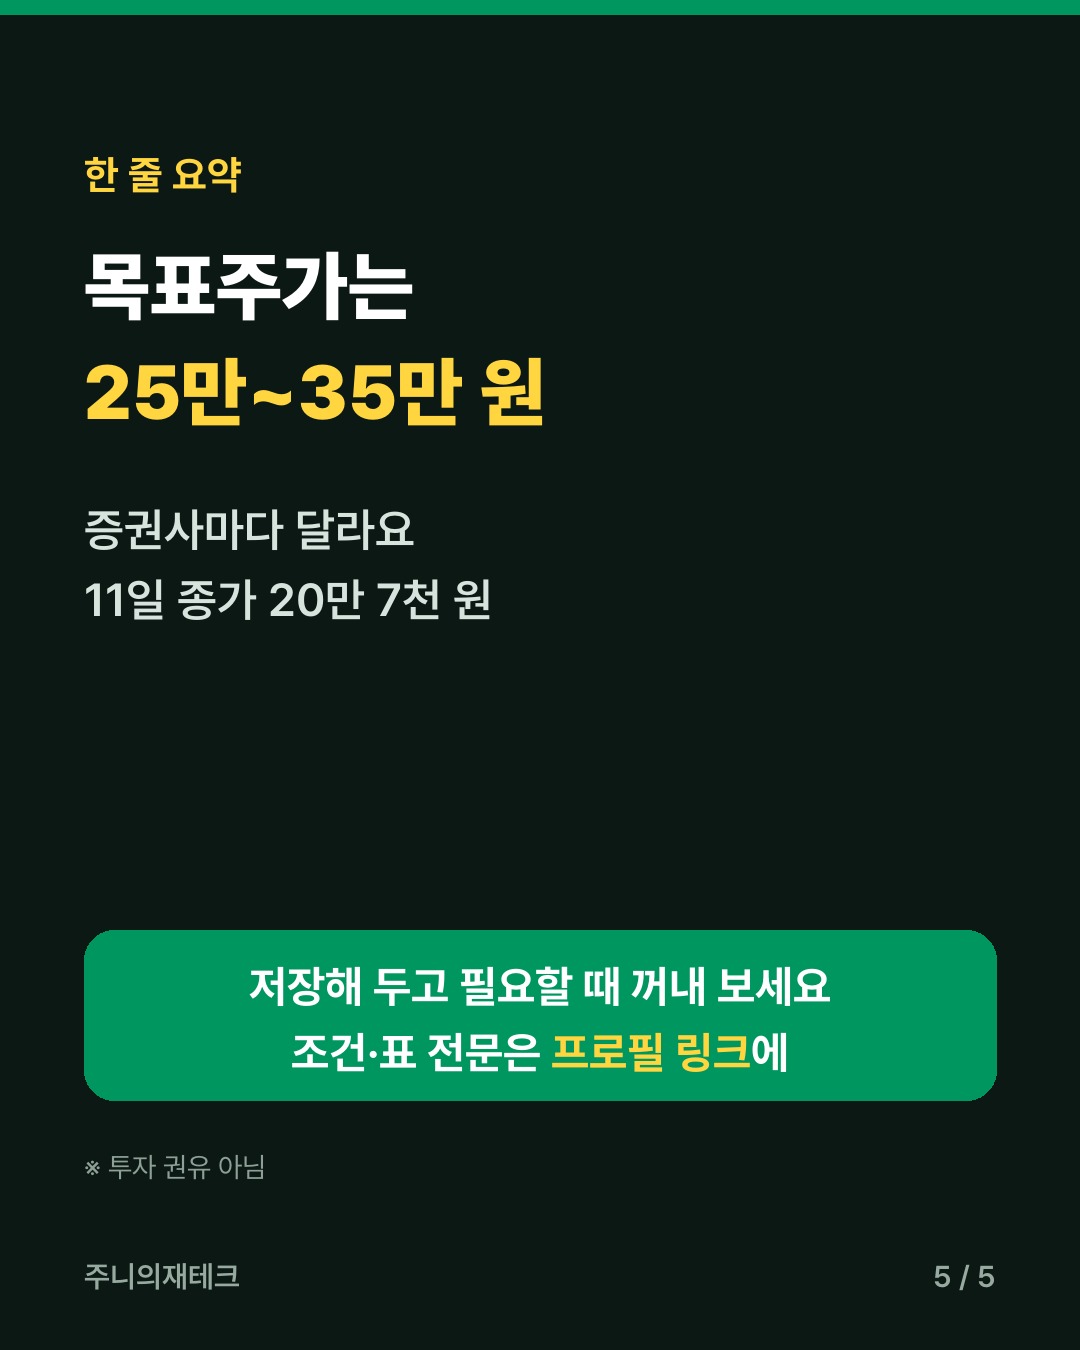 한 줄 요약
목표주가는
25만~35만 원
증권사마다 달라요
11일 종가 20만 7천 원
저장해 두고 필요할 때 꺼내 보세요
조건·표 전문은 프로필 링크에
※ 투자 권유 아님
주니의재테크
5 / 5